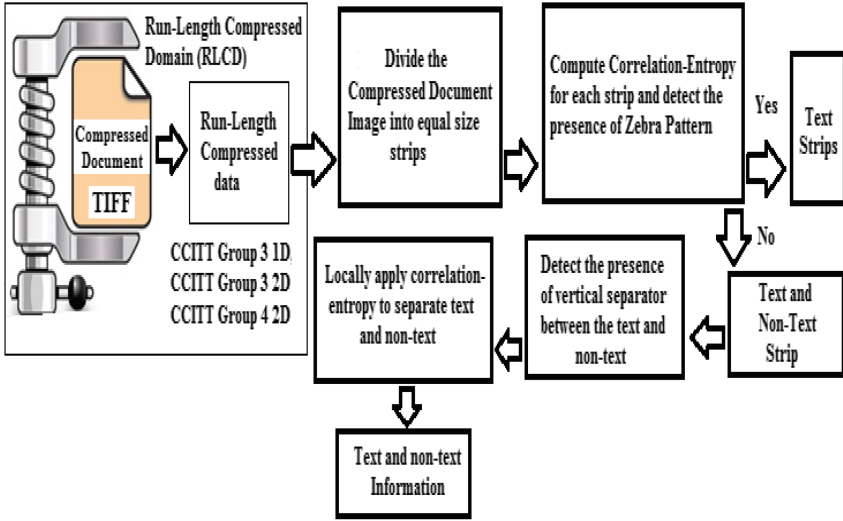 Run-Length Compressed
Domain (RLCD)
Compressed
Document
TIFF
Run-Length
Compressed
data
CCITT Group 3 1D
CCITT Group 3 2D
CCITT Group 4 2D
Divide the
Compressed Document
Image into equal size
strips
Compute Correlation-Entropy
for each strip and detect the
presence of Zebra Pattern
Yes
Text
Strips
No
Text and
Non-Text
Strip
Detect the presence
of vertical separator
between the text and
non-text
Locally apply correlation-
entropy to separate text
and non-text
Text and non-text
Information